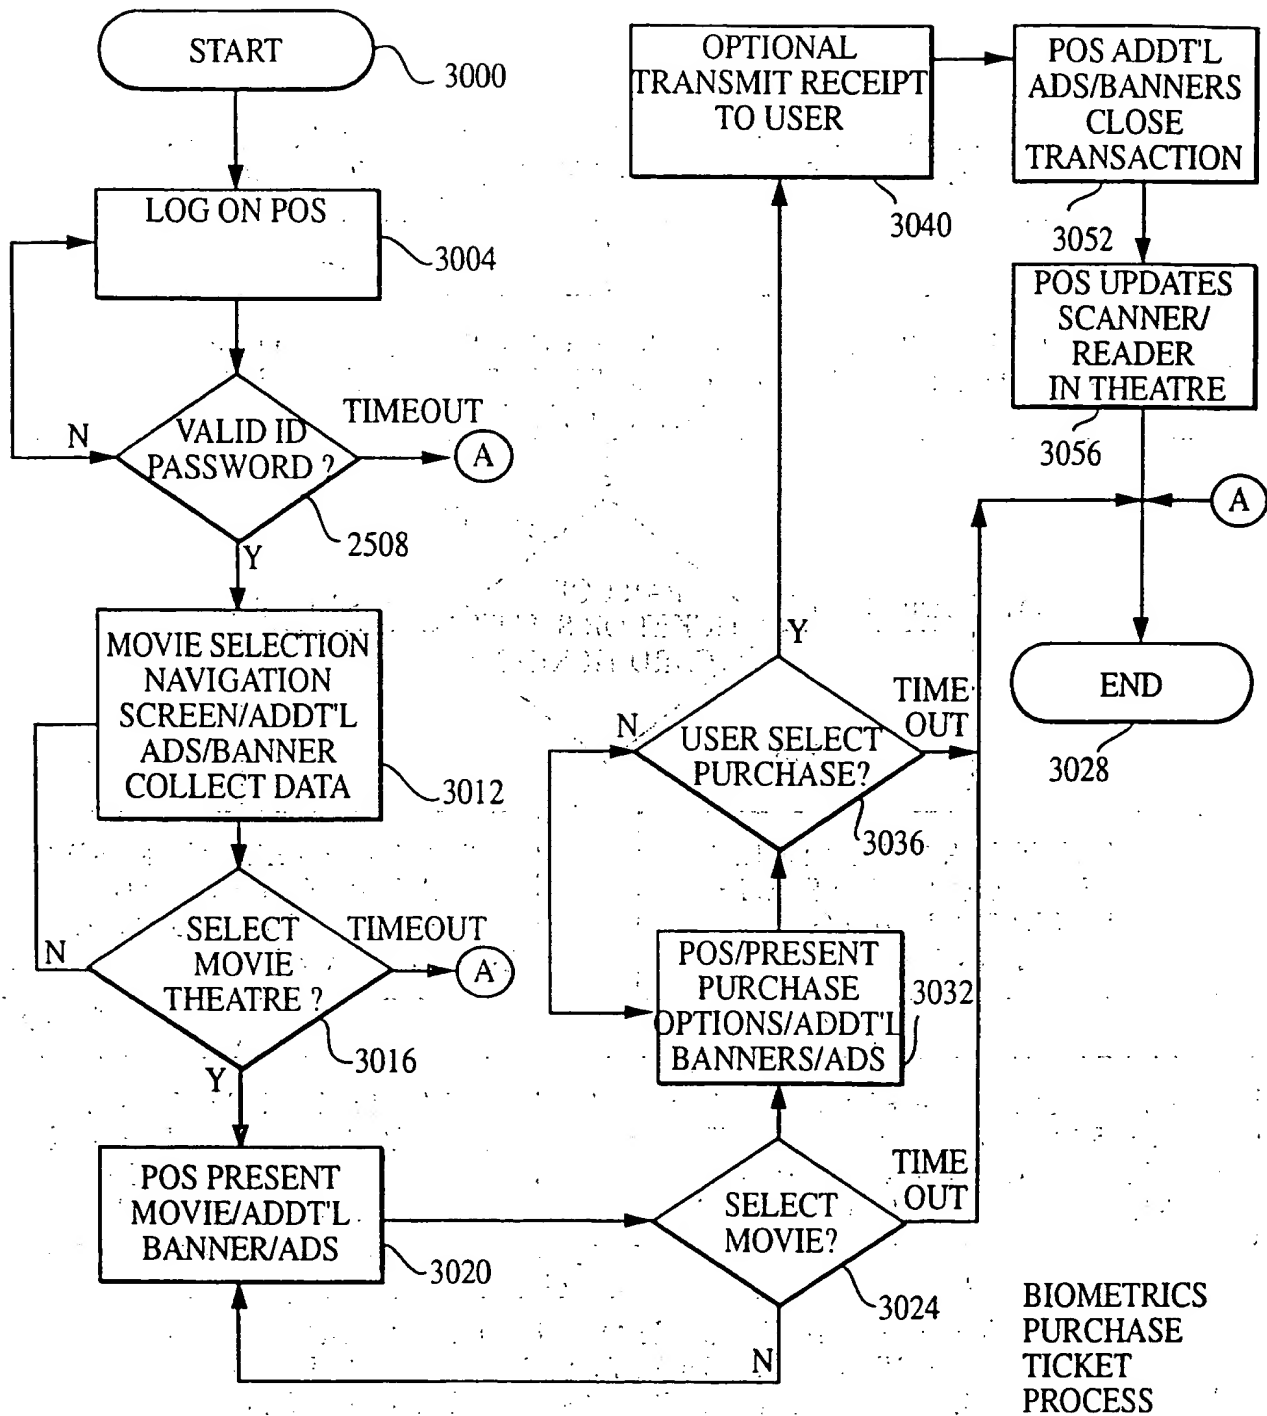 START
3000
LOG ON POS
3004
N
VALID ID
PASSWORD ?
TIMEOUT
A
2508
Y
MOVIE SELECTION
NAVIGATION
SCREEN/ADDT'L
ADS/BANNER
COLLECT DATA
3012
N
SELECT
MOVIE
THEATRE ?
TIMEOUT
A
3016
Y
POS PRESENT
MOVIE/ADDT'L
BANNER/ADS
3020
SELECT
MOVIE?
TIME
OUT
3024
N
POS/PRESENT
PURCHASE
OPTIONS/ADDT'L
BANNERS/ADS
3032
N
USER SELECT
PURCHASE?
TIME
OUT
3036
Y
OPTIONAL
TRANSMIT RECEIPT
TO USER
3040
POS ADDT'L
ADS/BANNERS
CLOSE
TRANSACTION
3052
POS UPDATES
SCANNER/
READER
IN THEATRE
3056
A
END
3028
BIOMETRICS
PURCHASE
TICKET
PROCESS